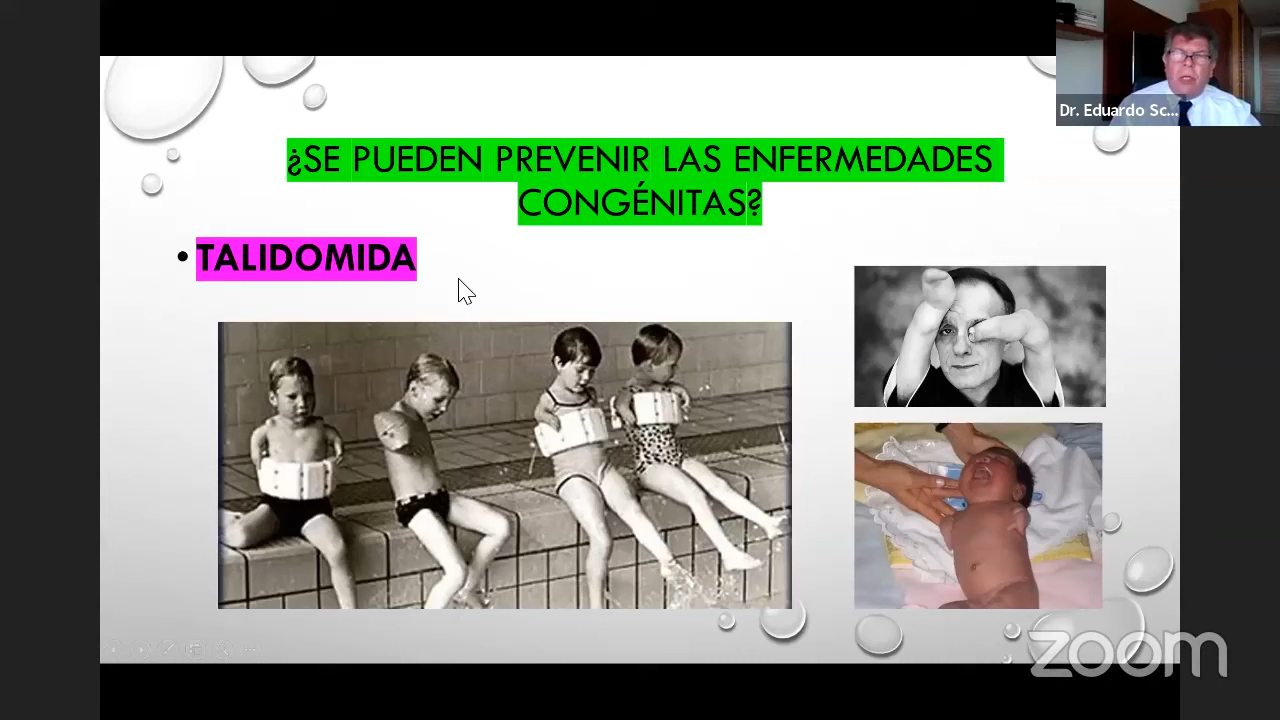 Dr. Eduardo Sc...
¿SE PUEDEN PREVENIR LAS ENFERMEDADES
CONGÉNITAS?
• TALIDOMIDA
zoom